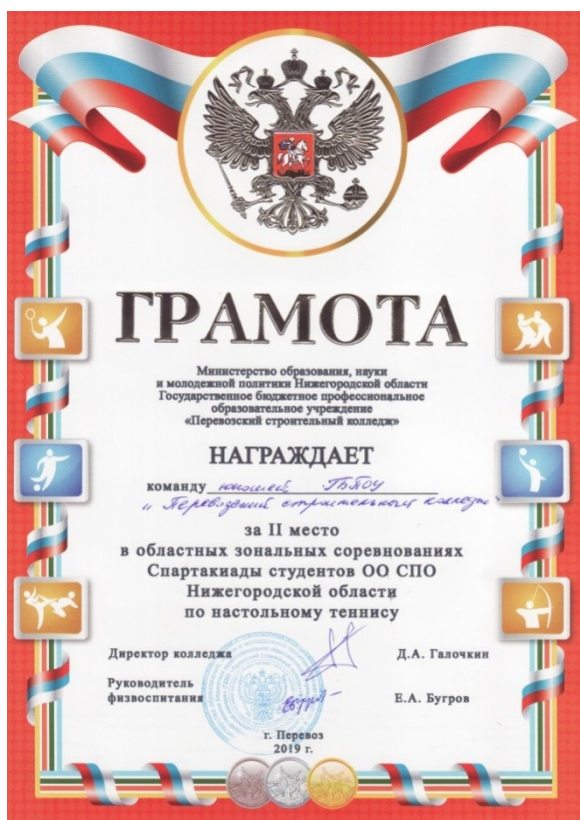 ГРАМОТА
Министерство образования, науки
и молодежной политики Нижегородской области
Государственное бюджетное профессиональное
образовательное учреждение
«Перевозский строительный колледж»
НАГРАЖДАЕТ
команду юношей ГБПОУ
"Перевозский строительный колледж"
за II место
в областных зональных соревнованиях
Спартакиады студентов ОО СПО
Нижегородской области
по настольному теннису
Директор колледжа Д.А. Галочкин
Руководитель
физвоспитания Е.А. Бугров
г. Перевоз
2019 г.